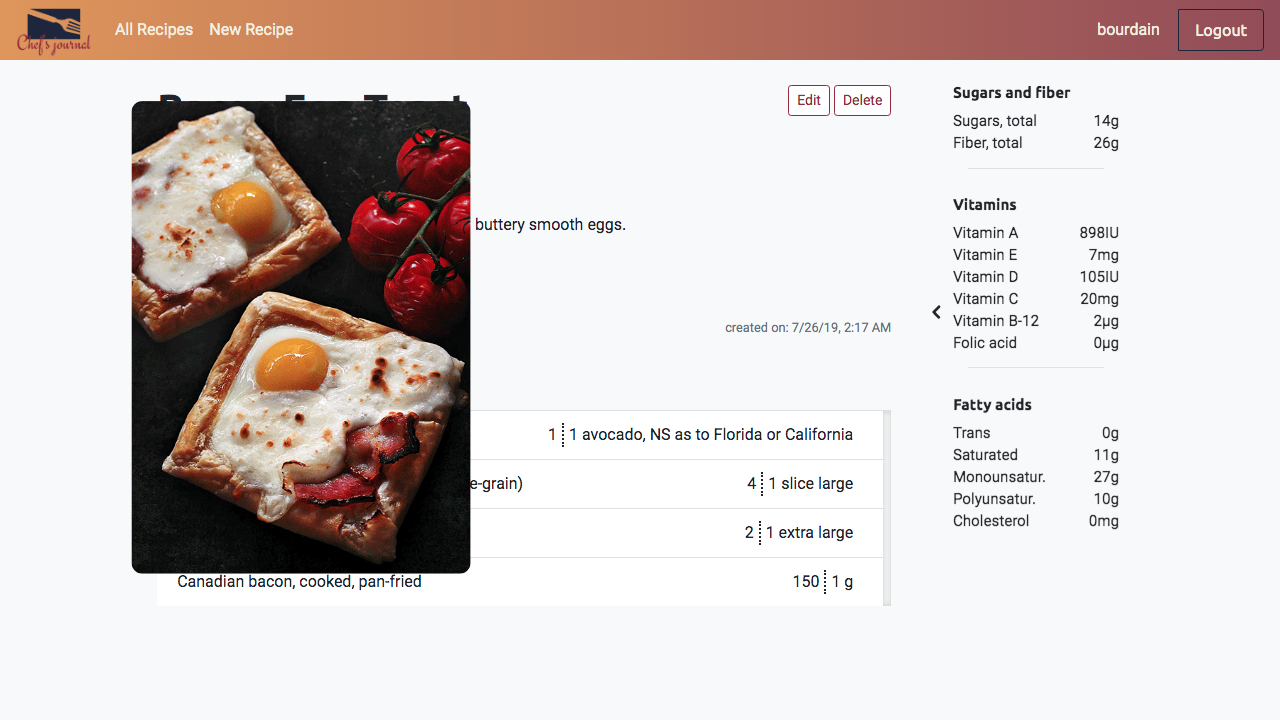 Chef's journal
All Recipes
New Recipe
bourdain
Logout
Edit
Delete
buttery smooth eggs.
created on: 7/26/19, 2:17 AM
1 1 avocado, NS as to Florida or California
e-grain) 4 1 slice large
2 1 extra large
Canadian bacon, cooked, pan-fried 150 1 g
Sugars and fiber
Sugars, total 14g
Fiber, total 26g
Vitamins
Vitamin A 898IU
Vitamin E 7mg
Vitamin D 105IU
Vitamin C 20mg
Vitamin B-12 2µg
Folic acid 0µg
Fatty acids
Trans 0g
Saturated 11g
Monounsatur. 27g
Polyunsatur. 10g
Cholesterol 0mg